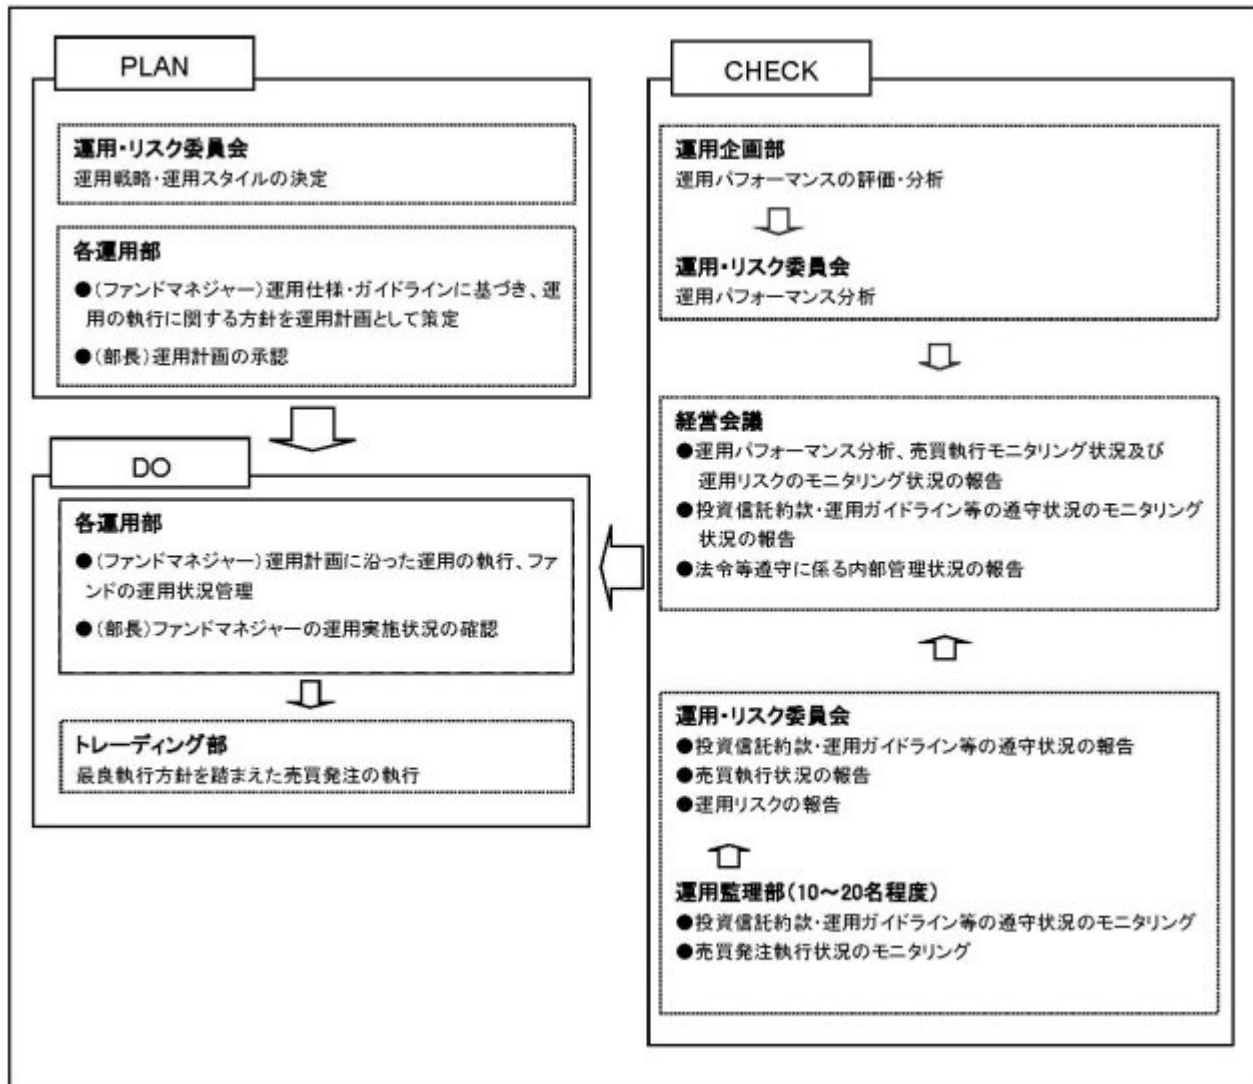 PLAN
運用・リスク委員会
運用戦略・運用スタイルの決定
各運用部
●(ファンドマネジャー)運用仕様・ガイドラインに基づき、運
用の執行に関する方針を運用計画として策定
●(部長)運用計画の承認
DO
各運用部
●(ファンドマネジャー)運用計画に沿った運用の執行、ファ
ンドの運用状況管理
●(部長)ファンドマネジャーの運用実施状況の確認
トレーディング部
最良執行方針を踏まえた売買発注の執行
CHECK
運用企画部
運用パフォーマンスの評価・分析
運用・リスク委員会
運用パフォーマンス分析
経営会議
●運用パフォーマンス分析、売買執行モニタリング状況及び
運用リスクのモニタリング状況の報告
●投資信託約款・運用ガイドライン等の遵守状況のモニタリング
状況の報告
●法令等遵守に係る内部管理状況の報告
運用・リスク委員会
●投資信託約款・運用ガイドライン等の遵守状況の報告
●売買執行状況の報告
●運用リスクの報告
運用監理部(10~20名程度)
●投資信託約款・運用ガイドライン等の遵守状況のモニタリング
●売買発注執行状況のモニタリング